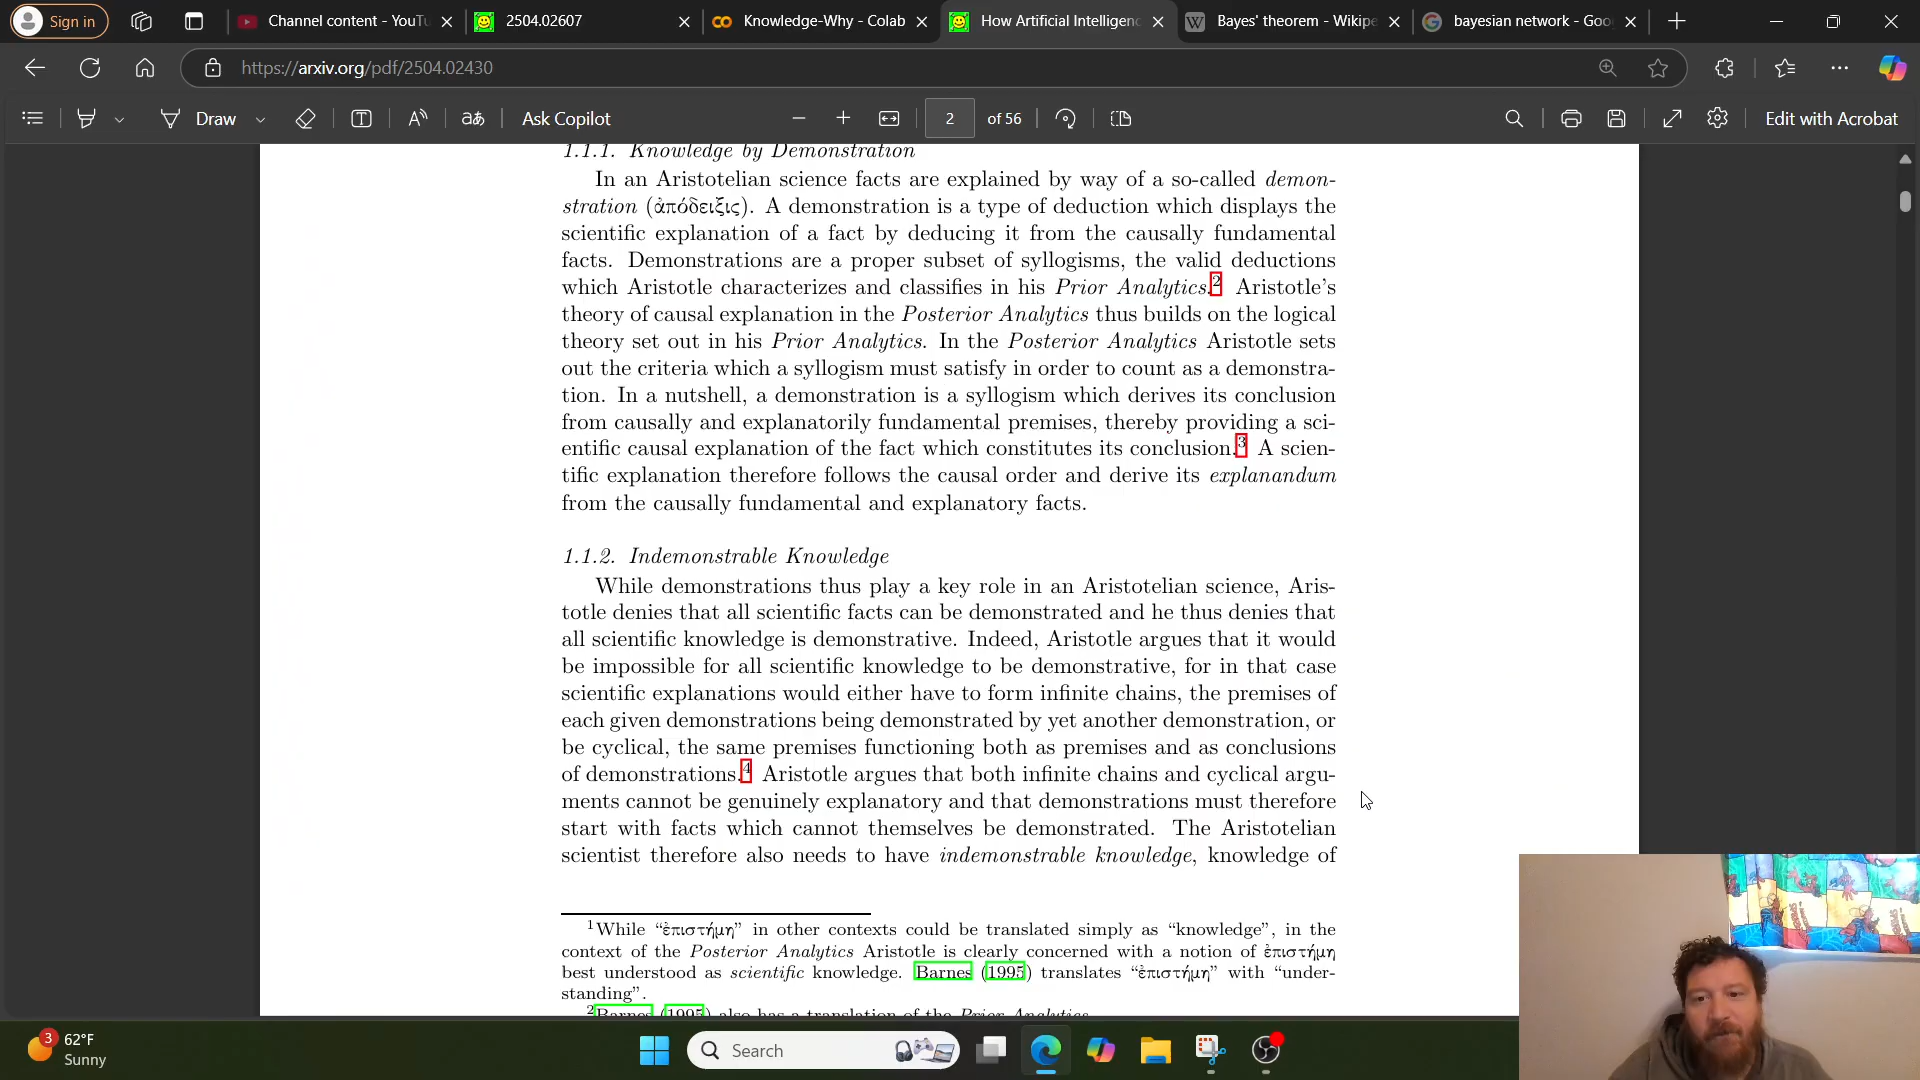 Sign in
Channel content - YouTu
2504.02607
Knowledge-Why - Colab
How Artificial Intelligenc
Bayes' theorem - Wikipe
bayesian network - Goo
https://arxiv.org/pdf/2504.02430
Draw
aあ
Ask Copilot
2 of 56
Edit with Acrobat
1.1.1. Knowledge by Demonstration
In an Aristotelian science facts are explained by way of a so-called demon-
stration (ἀπόδειξις). A demonstration is a type of deduction which displays the
scientific explanation of a fact by deducing it from the causally fundamental
facts. Demonstrations are a proper subset of syllogisms, the valid deductions
which Aristotle characterizes and classifies in his Prior Analytics.2 Aristotle's
theory of causal explanation in the Posterior Analytics thus builds on the logical
theory set out in his Prior Analytics. In the Posterior Analytics Aristotle sets
out the criteria which a syllogism must satisfy in order to count as a demonstra-
tion. In a nutshell, a demonstration is a syllogism which derives its conclusion
from causally and explanatorily fundamental premises, thereby providing a sci-
entific causal explanation of the fact which constitutes its conclusion.3 A scien-
tific explanation therefore follows the causal order and derive its explanandum
from the causally fundamental and explanatory facts.
1.1.2. Indemonstrable Knowledge
While demonstrations thus play a key role in an Aristotelian science, Aris-
totle denies that all scientific facts can be demonstrated and he thus denies that
all scientific knowledge is demonstrative. Indeed, Aristotle argues that it would
be impossible for all scientific knowledge to be demonstrative, for in that case
scientific explanations would either have to form infinite chains, the premises of
each given demonstrations being demonstrated by yet another demonstration, or
be cyclical, the same premises functioning both as premises and as conclusions
of demonstrations.4 Aristotle argues that both infinite chains and cyclical argu-
ments cannot be genuinely explanatory and that demonstrations must therefore
start with facts which cannot themselves be demonstrated. The Aristotelian
scientist therefore also needs to have indemonstrable knowledge, knowledge of
1While “ἐπιστήμη” in other contexts could be translated simply as “knowledge”, in the
context of the Posterior Analytics Aristotle is clearly concerned with a notion of ἐπιστήμη
best understood as scientific knowledge. Barnes (1995) translates “ἐπιστήμη” with “under-
standing”.
2Barnes (1995) also has a translation of the Prior Analytics
3
62°F
Sunny
Search